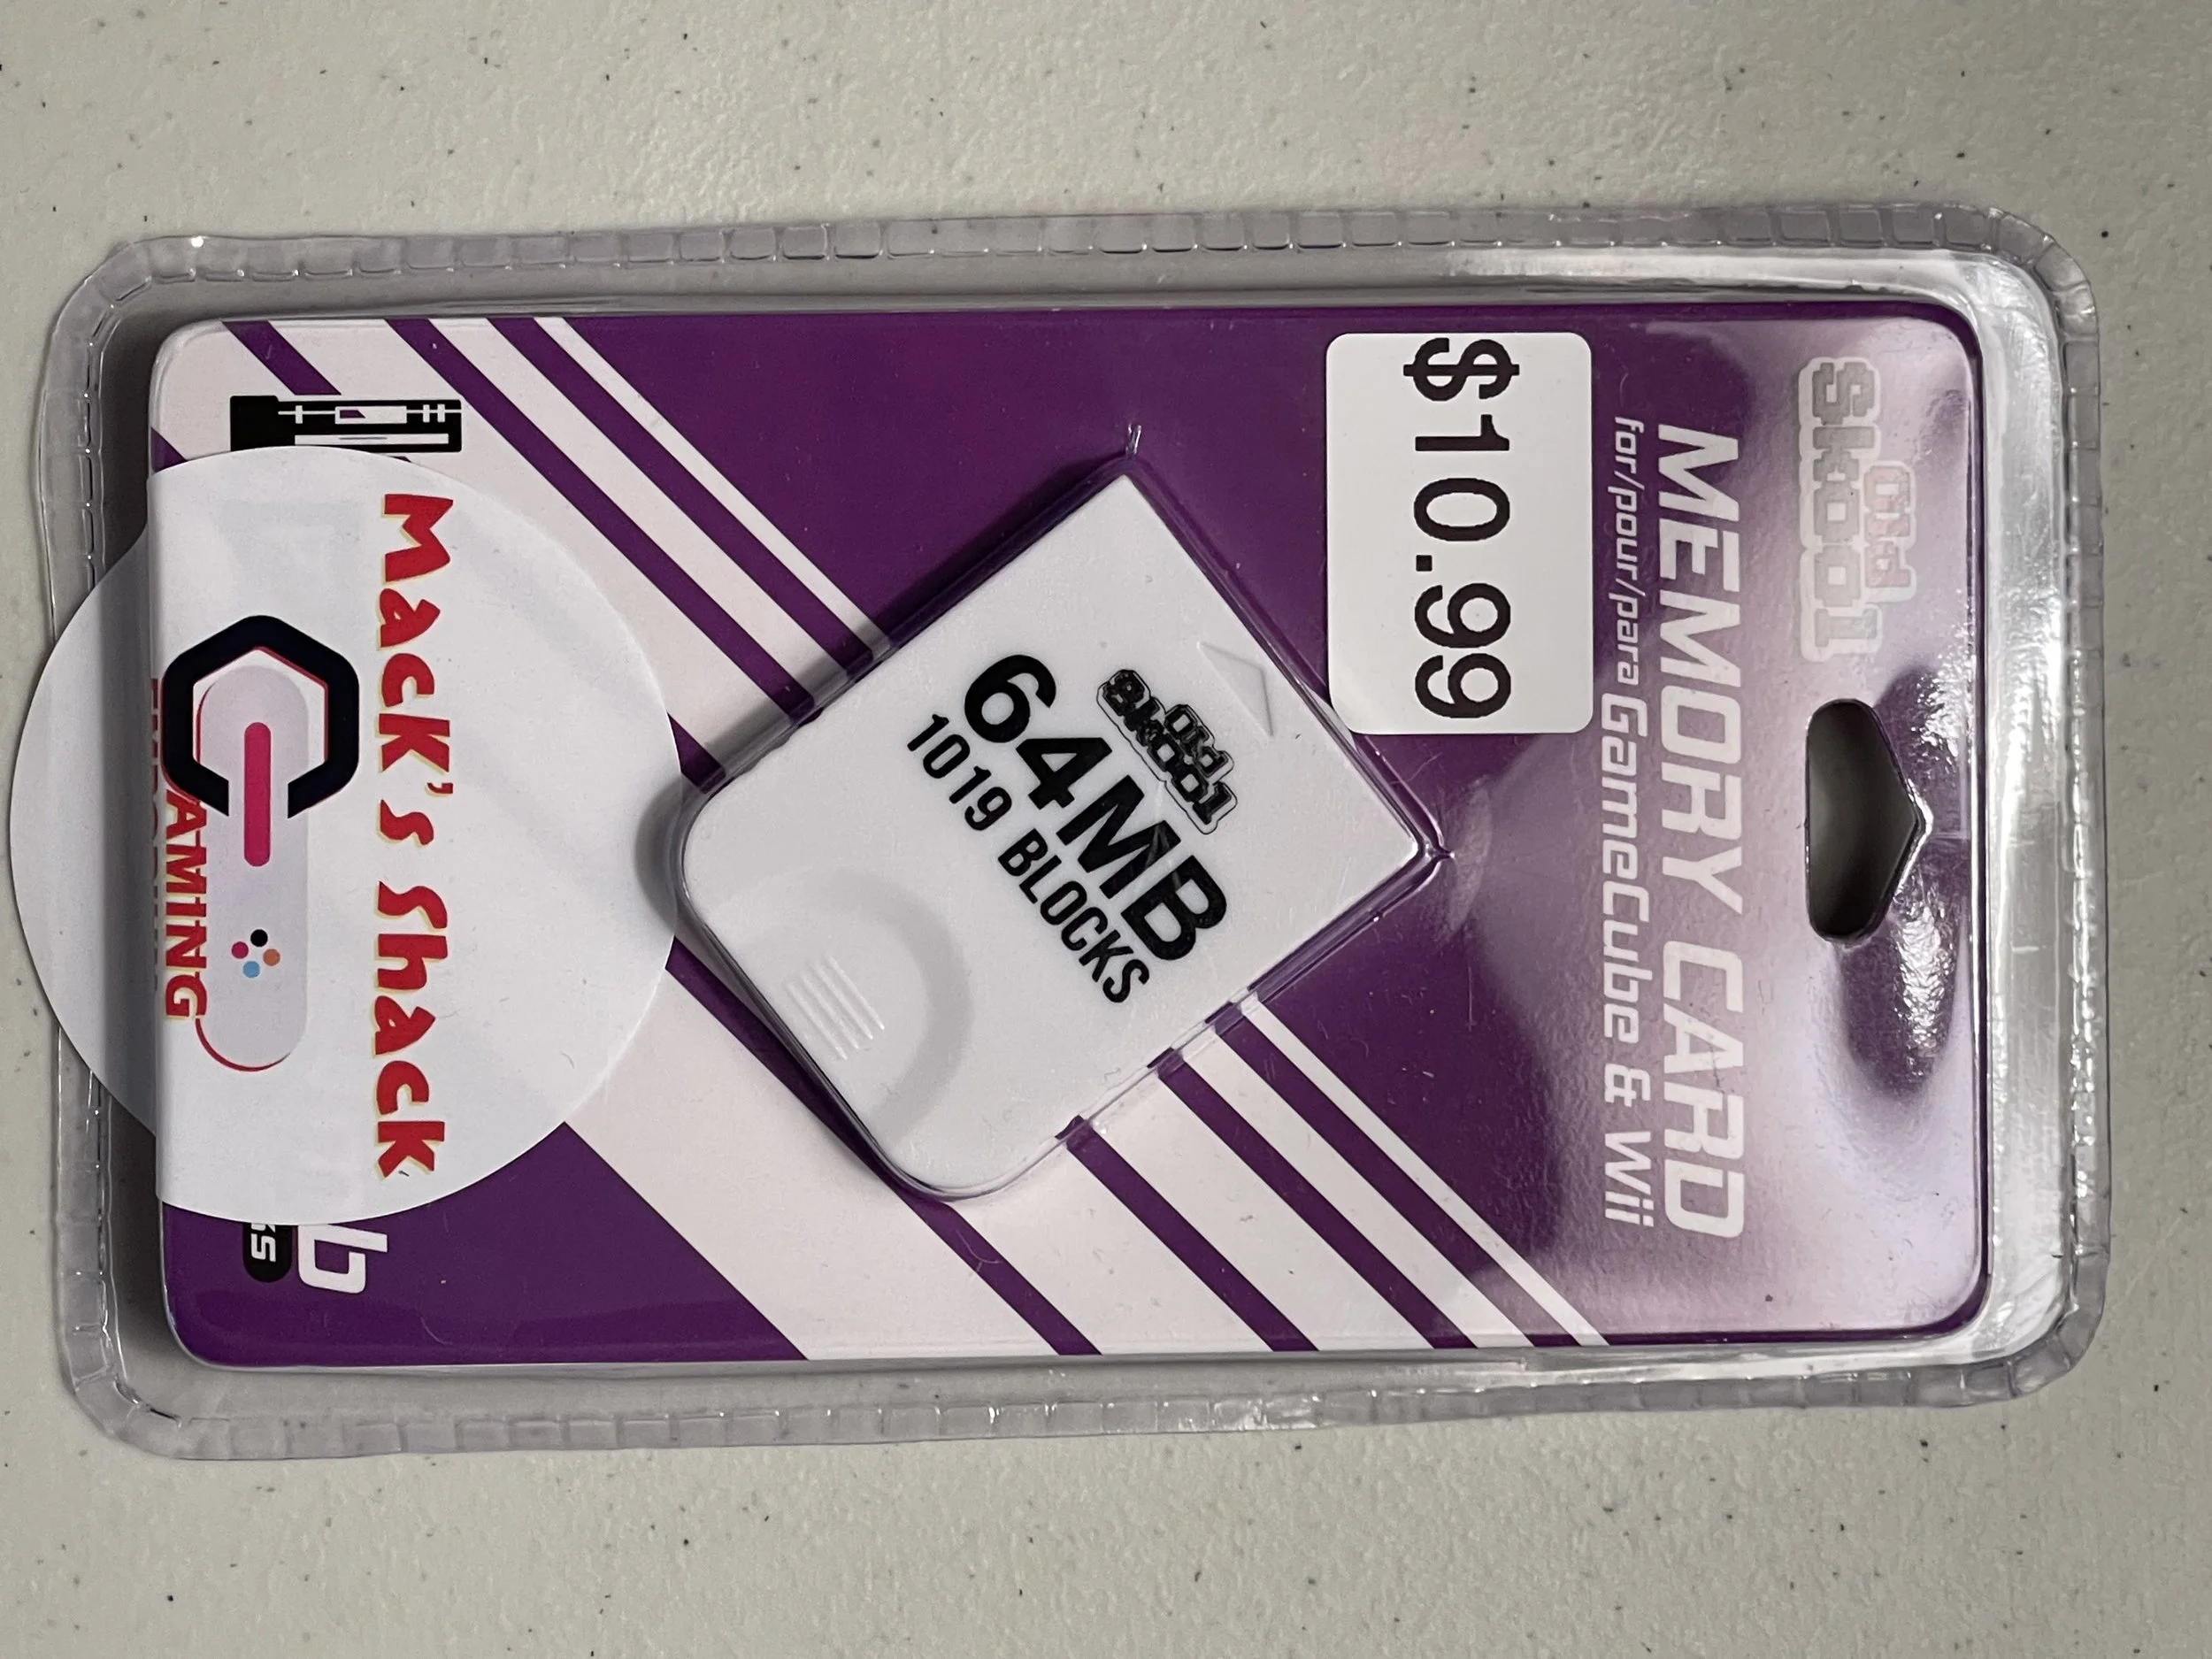 Old
Skool
MEMORY CARD
for/pour/para GameCube & Wii
$10.99
Old
Skool
64MB
1019 BLOCKS
Mack's Shack
GAMING